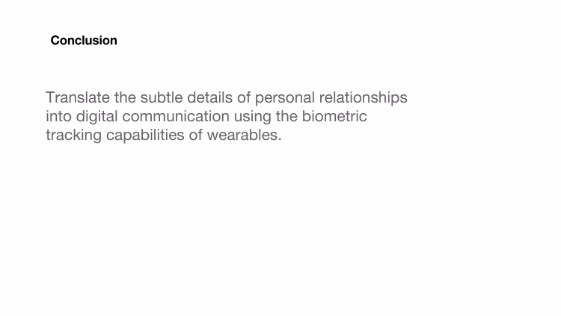 Conclusion
Translate the subtle details of personal relationships
into digital communication using the biometric
tracking capabilities of wearables.